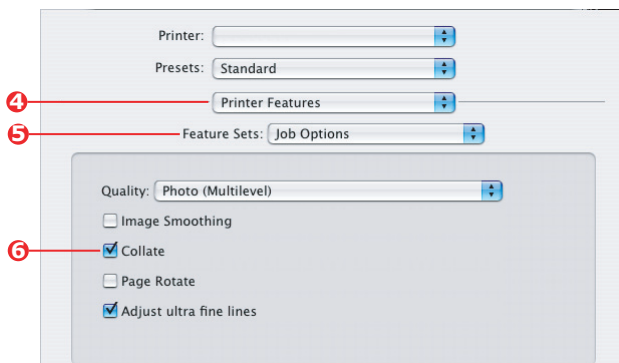 Printer:
Presets: Standard
4 Printer Features
5 Feature Sets: Job Options
Quality: Photo (Multilevel)
Image Smoothing
6 Collate
Page Rotate
Adjust ultra fine lines